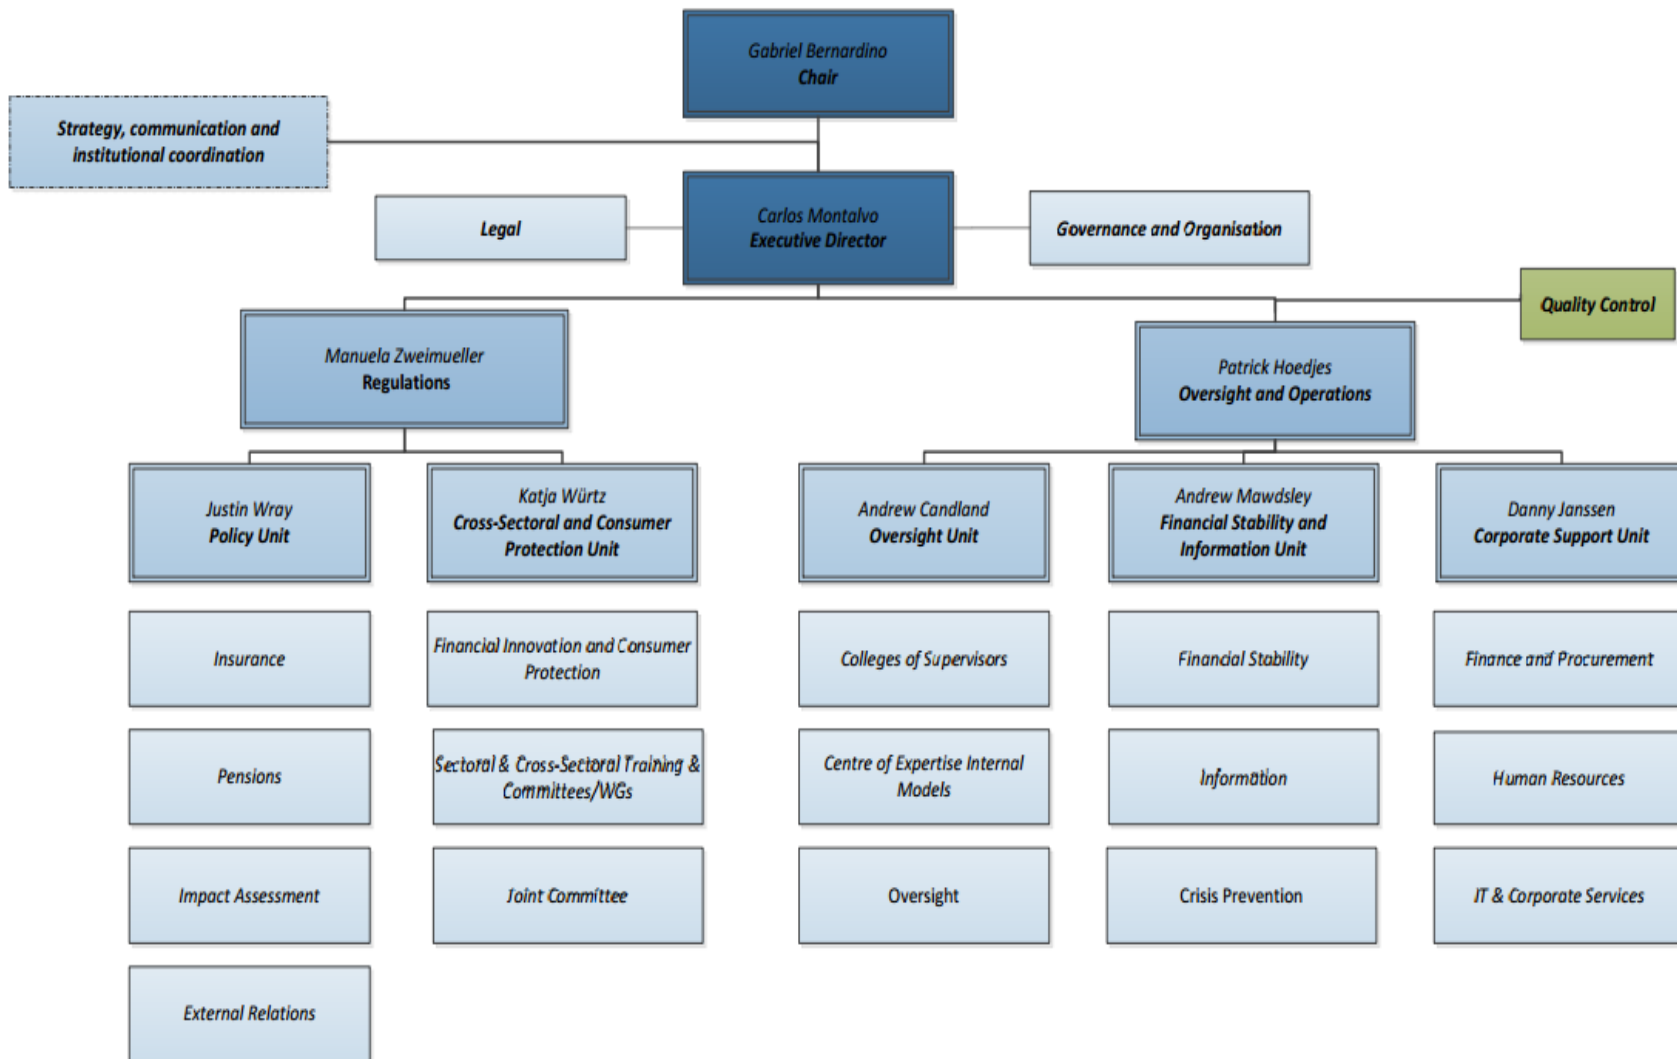 Gabriel Bernardino
Chair
Strategy, communication and
institutional coordination
Legal
Carlos Montalvo
Executive Director
Governance and Organisation
Quality Control
Manuela Zweimueller
Regulations
Patrick Hoedjes
Oversight and Operations
Justin Wray
Policy Unit
Katja Würtz
Cross-Sectoral and Consumer
Protection Unit
Andrew Candland
Oversight Unit
Andrew Mawdsley
Financial Stability and
Information Unit
Danny Janssen
Corporate Support Unit
Insurance
Financial Innovation and Consumer
Protection
Colleges of Supervisors
Financial Stability
Finance and Procurement
Pensions
Sectoral & Cross-Sectoral Training &
Committees/WGs
Centre of Expertise Internal
Models
Information
Human Resources
Impact Assessment
Joint Committee
Oversight
Crisis Prevention
IT & Corporate Services
External Relations